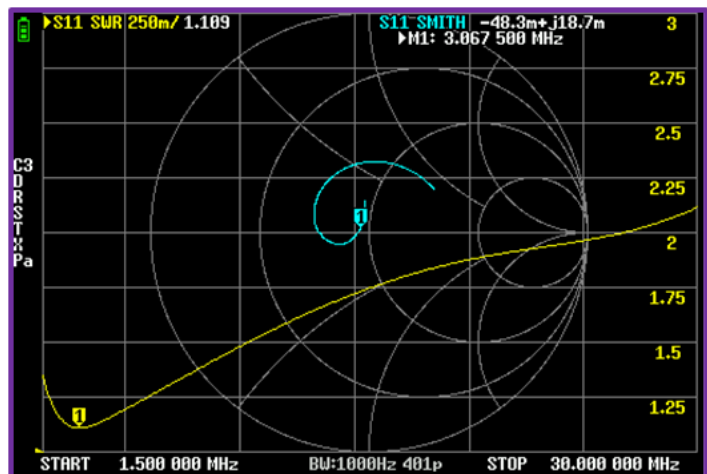 S11 SWR 250m/ 1.109
S11 SMITH -48.3m+j18.7m
M1: 3.067 500 MHz
3
2.75
2.5
2.25
2
1.75
1.5
1.25
C3
D
R
S
T
X
Pa
1
1
START 1.500 000 MHz
BW:1000Hz 401p
STOP 30.000 000 MHz